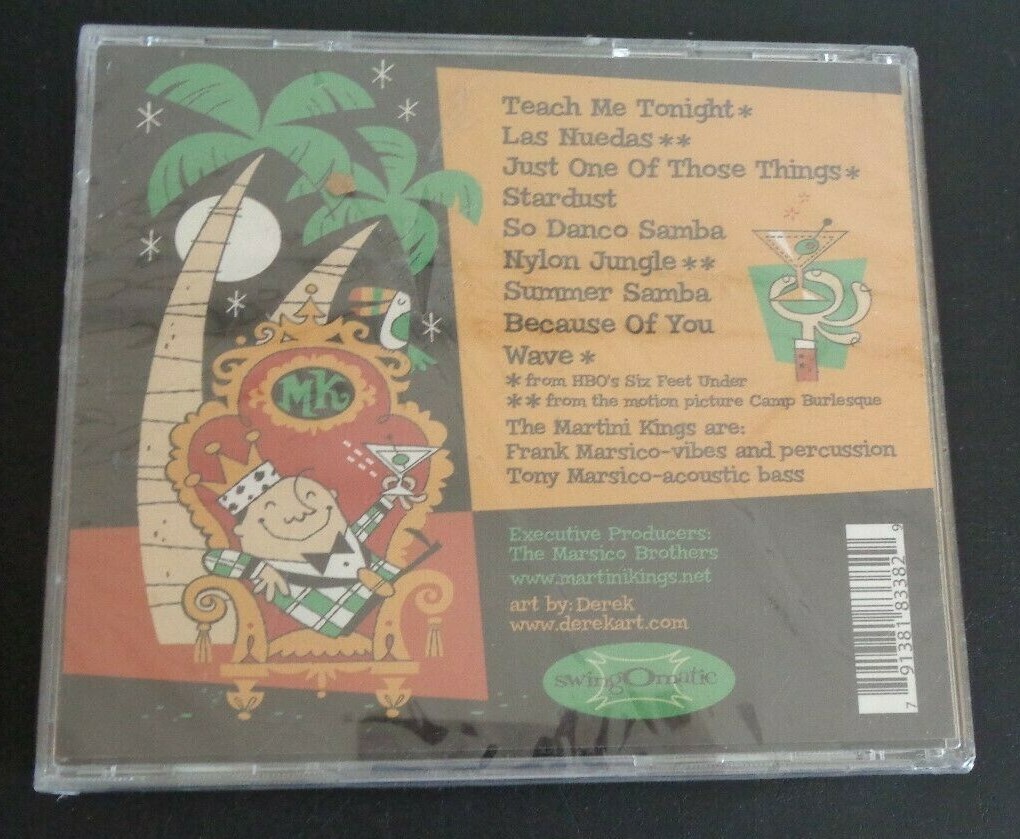 Teach Me Tonight*
Las Nuedas**
Just One Of Those Things*
Stardust
So Danco Samba
Nylon Jungle**
Summer Samba
Because Of You
Wave*
* from HBO's Six Feet Under
** from the motion picture Camp Burlesque
The Martini Kings are:
Frank Marsico-vibes and percussion
Tony Marsico-acoustic bass
MK
Executive Producers:
The Marsico Brothers
www.martinikings.net
art by: Derek
www.derekart.com
swingOmatic
7 91381 83382 9